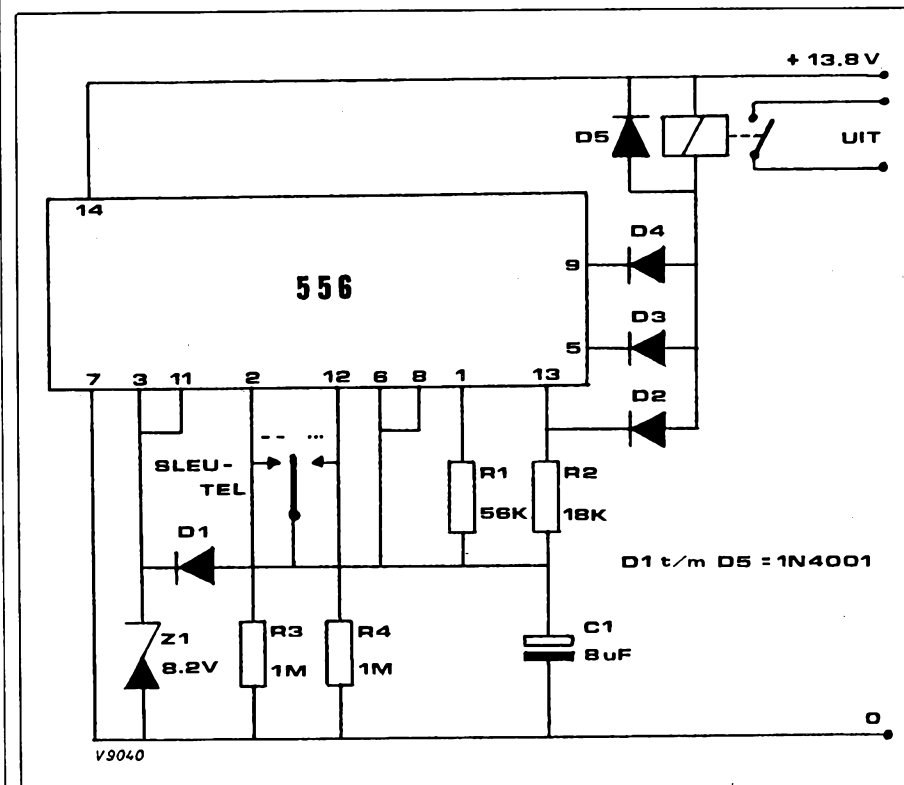 + 13.8 V
D5
UIT
14
D4
9
556
D3
5
7 3 11 2 12 6 8 1 13
D2
-- ...
SLEU-
TEL
R1
56K
R2
18K
D1
D1 t/m D5 = 1N4001
Z1
8.2V
R3
1M
R4
1M
C1
8uF
0
V9040